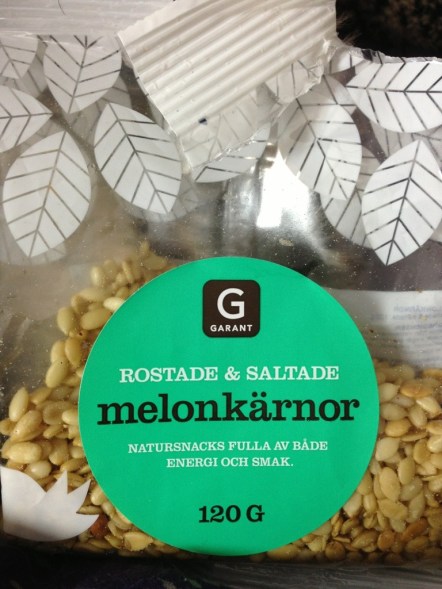 G
GARANT
ROSTADE & SALTADE
melonkärnor
NATURSNACKS FULLA AV BÅDE
ENERGI OCH SMAK.
120 G